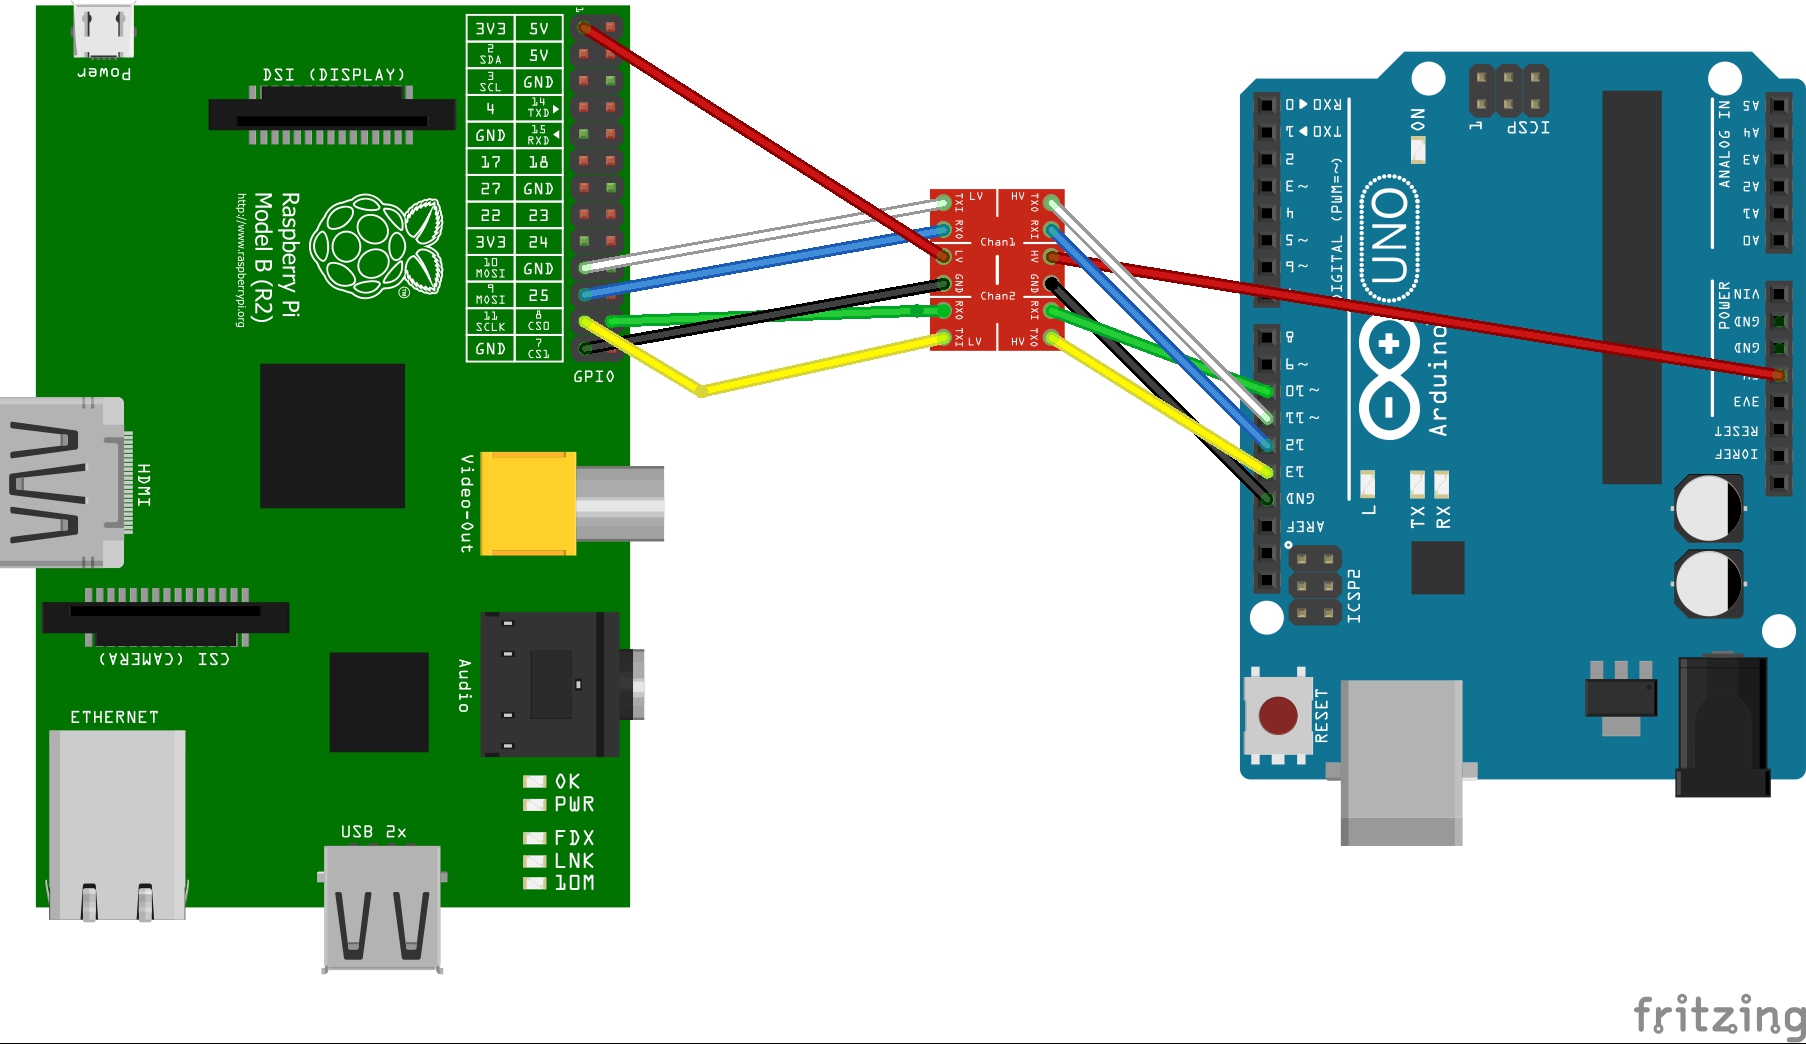 Power
DSI (DISPLAY)
1
3V3 5V
2 SDA 5V
3 SCL GND
4 14 TXD
GND 15 RXD
17 18
27 GND
22 23
3V3 24
10 MOSI GND
9 MOSI 25
11 SCLK 8 CS0
GND 7 CS1
GPIO
Raspberry Pi
Model B (R2)
http://www.raspberrypi.org
TM
HDMI
Video-Out
CSI (CAMERA)
Audio
ETHERNET
USB 2x
OK
PWR
FDX
LNK
10M
LV HV
TXI TXO
RXO RXI
Chan1
LV HV
GND GND
Chan2
RXO RXI
TXI TXO
LV HV
RX0 0
TX0 1
2
~3
4
~5
~6
8
~9
~10
~11
12
13
GND
AREF
DIGITAL (PWM=~)
ON
1 ICSP
UNO
Arduino
L
TX
RX
ICSP2
RESET
ANALOG IN
A5
A4
A3
A2
A1
A0
POWER
VIN
GND
GND
3V3
RESET
IOREF
fritzing